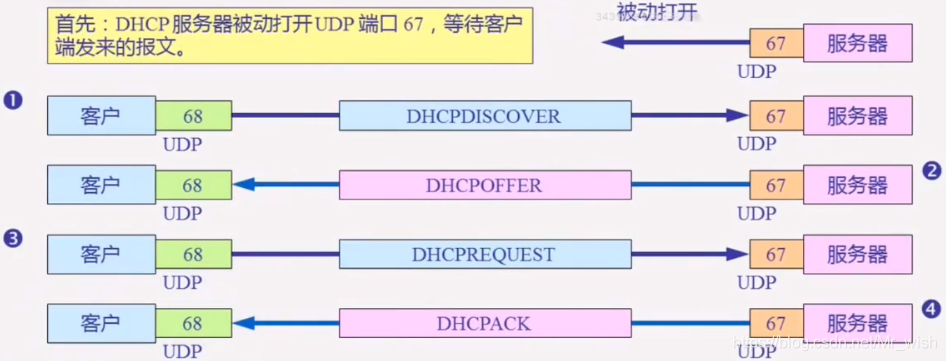 首先：DHCP 服务器被动打开 UDP 端口 67，等待客户
端发来的报文。
被动打开
67 服务器
UDP
❶
客户 68 DHCPDISCOVER 67 服务器
UDP UDP
客户 68 DHCPOFFER 67 服务器 ❷
UDP UDP
❸
客户 68 DHCPREQUEST 67 服务器
UDP UDP
客户 68 DHCPACK 67 服务器 ❹
UDP UDP
https://blog.csdn.net/Mr_wish